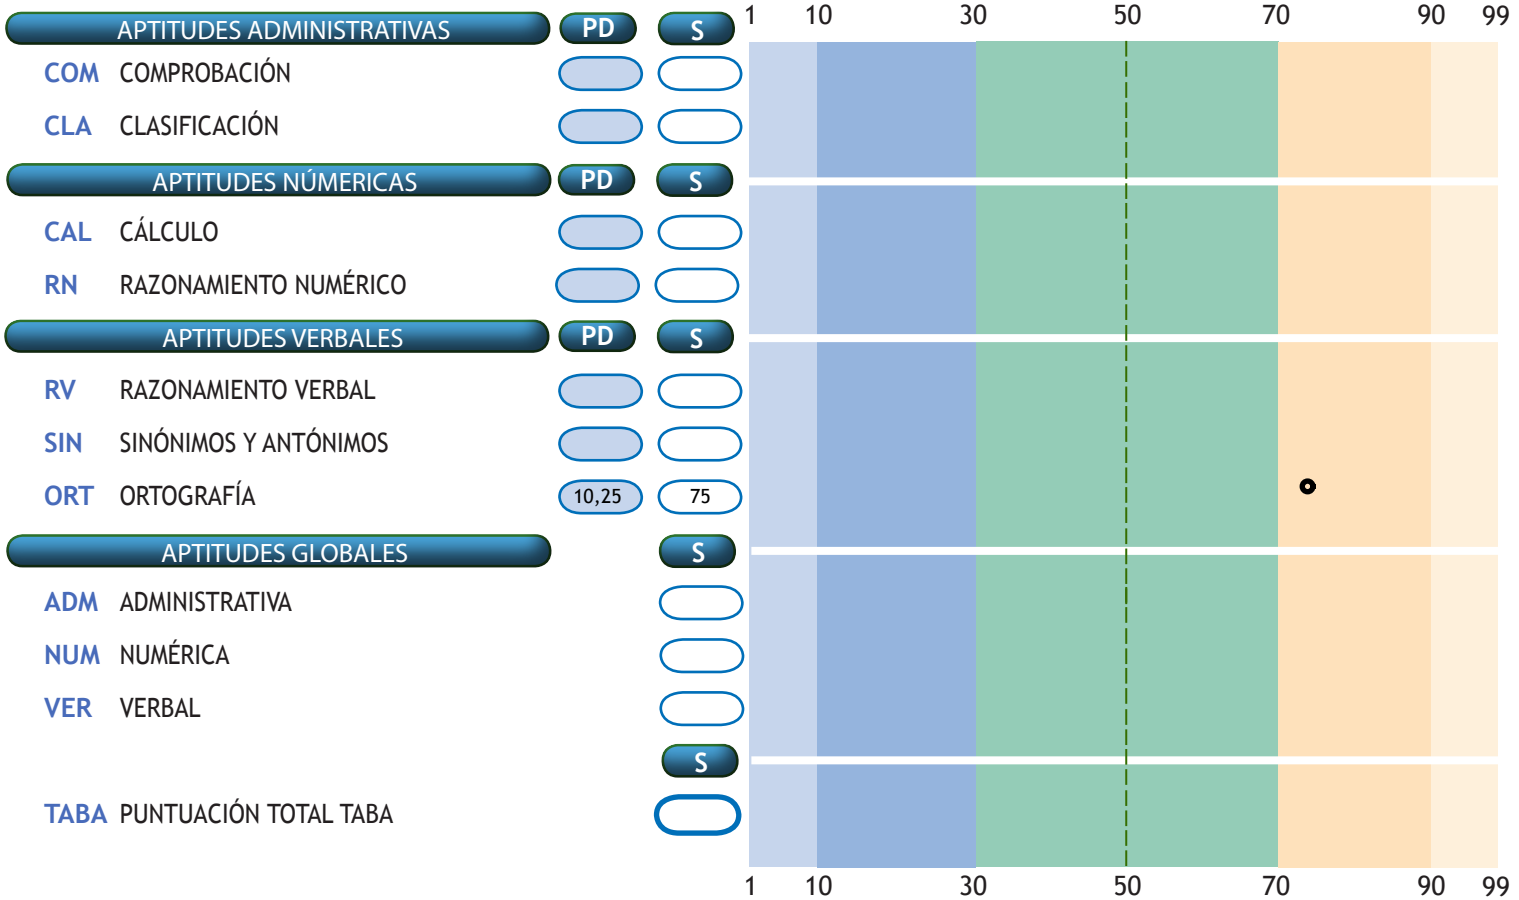 APTITUDES ADMINISTRATIVAS PD S 1 10 30 50 70 90 99
COM COMPROBACIÓN
CLA CLASIFICACIÓN
APTITUDES NÚMERICAS PD S
CAL CÁLCULO
RN RAZONAMIENTO NUMÉRICO
APTITUDES VERBALES PD S
RV RAZONAMIENTO VERBAL
SIN SINÓNIMOS Y ANTÓNIMOS
ORT ORTOGRAFÍA 10,25 75
APTITUDES GLOBALES S
ADM ADMINISTRATIVA
NUM NUMÉRICA
VER VERBAL
S
TABA PUNTUACIÓN TOTAL TABA
1 10 30 50 70 90 99